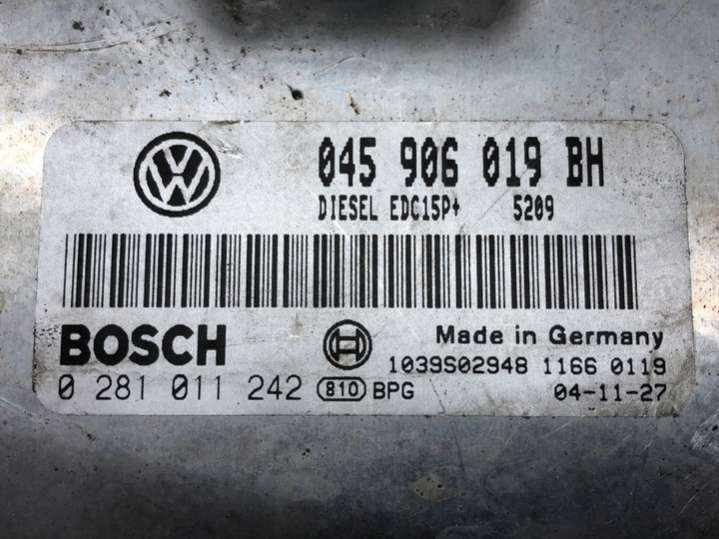 045 906 019 BH
DIESEL EDC15P+ 5209
BOSCH
Made in Germany
1039S02948 1166 0119
0 281 011 242 810 BPG 04-11-27